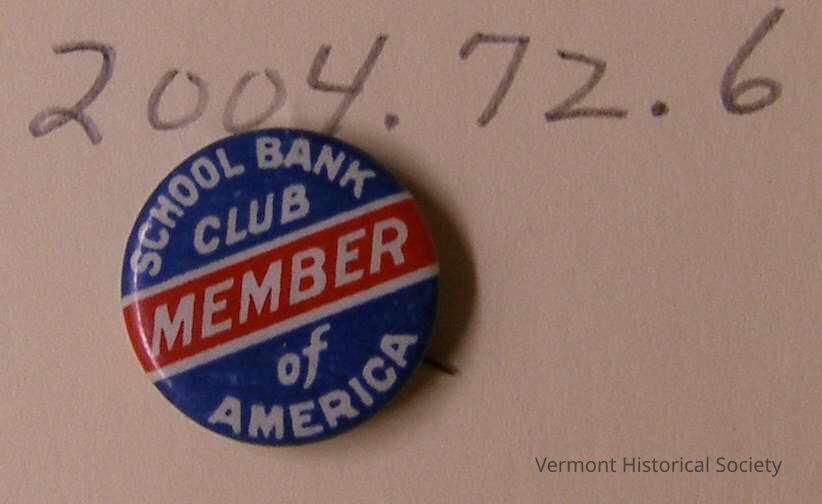 2004.72.6
SCHOOL BANK
CLUB
MEMBER
of
AMERICA
Vermont Historical Society